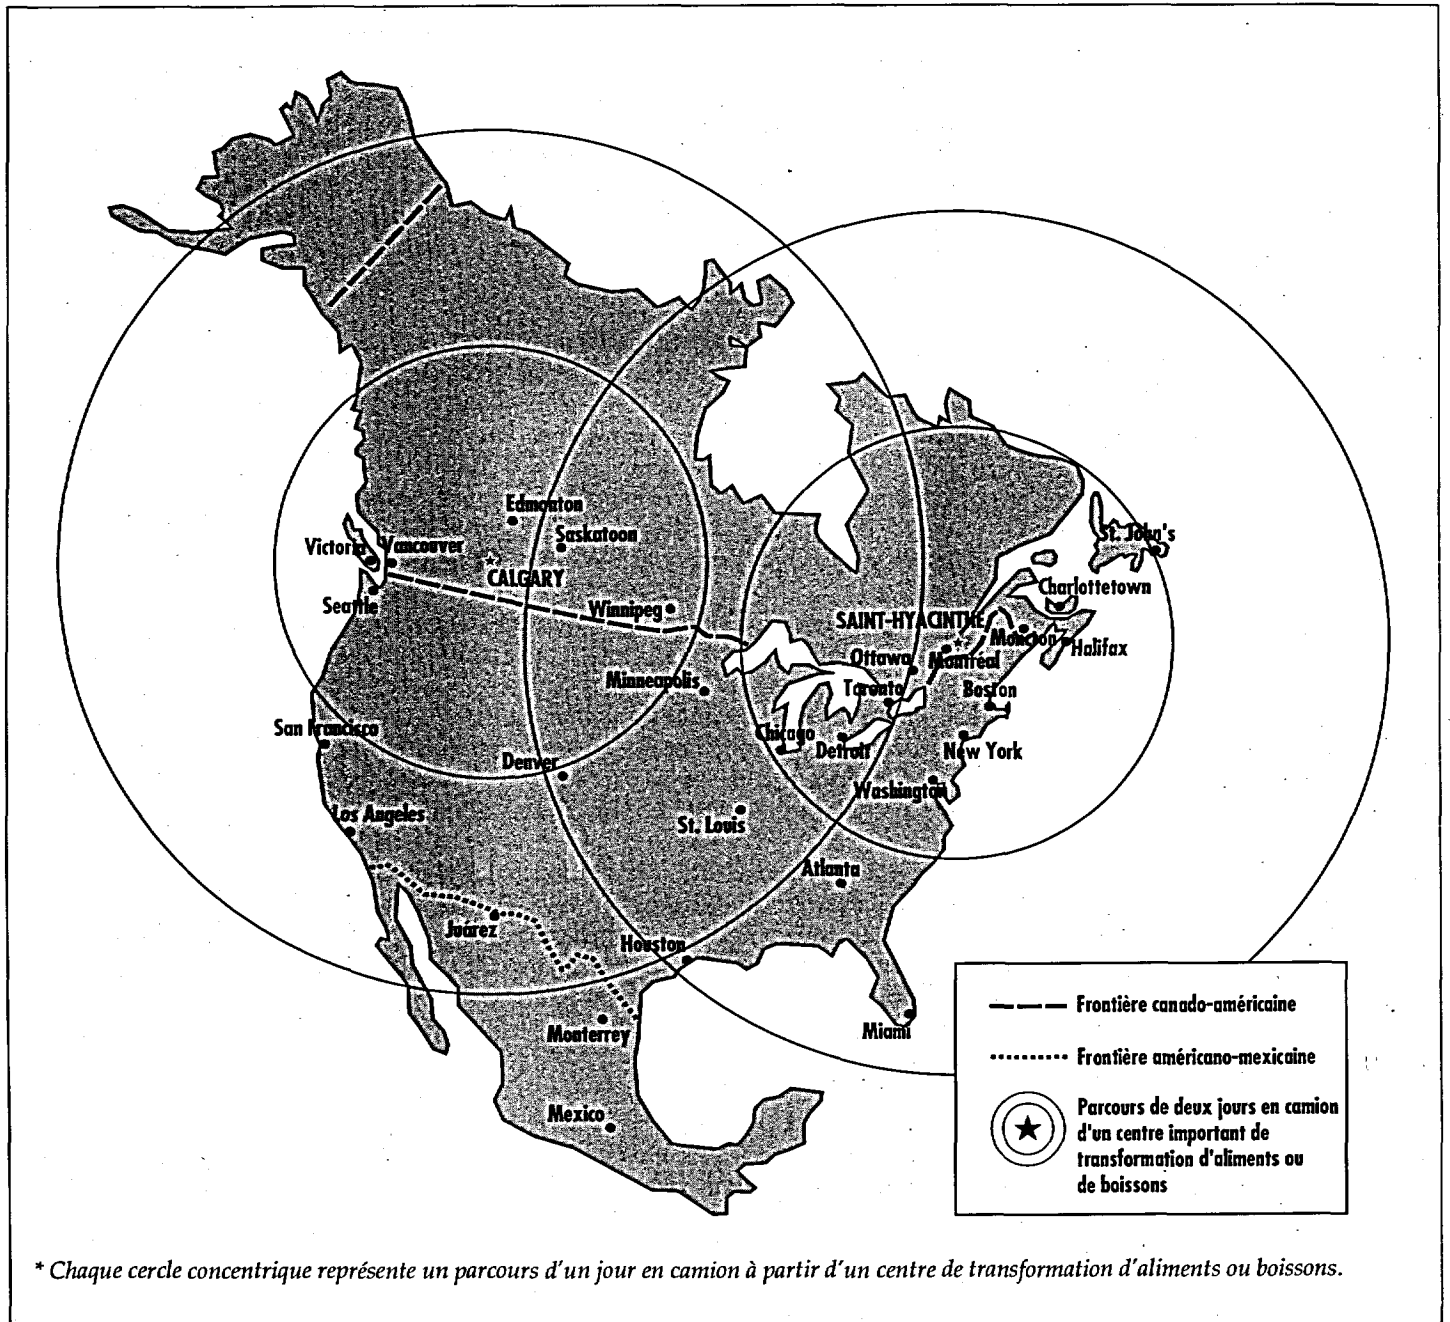 Edmonton
Saskatoon
Victoria
Vancouver
CALGARY
Seattle
Winnipeg
Minneapolis
San Francisco
Denver
Los Angeles
St. Louis
Juárez
Houston
Monterrey
Mexico
St. John's
Charlottetown
SAINT-HYACINTHE
Moncton
Halifax
Ottawa
Montréal
Toronto
Boston
Chicago
Detroit
New York
Washington
Atlanta
Miami
Frontière canado-américaine
Frontière américano-mexicaine
Parcours de deux jours en camion
d'un centre important de
transformation d'aliments ou
de boissons
* Chaque cercle concentrique représente un parcours d'un jour en camion à partir d'un centre de transformation d'aliments ou boissons.